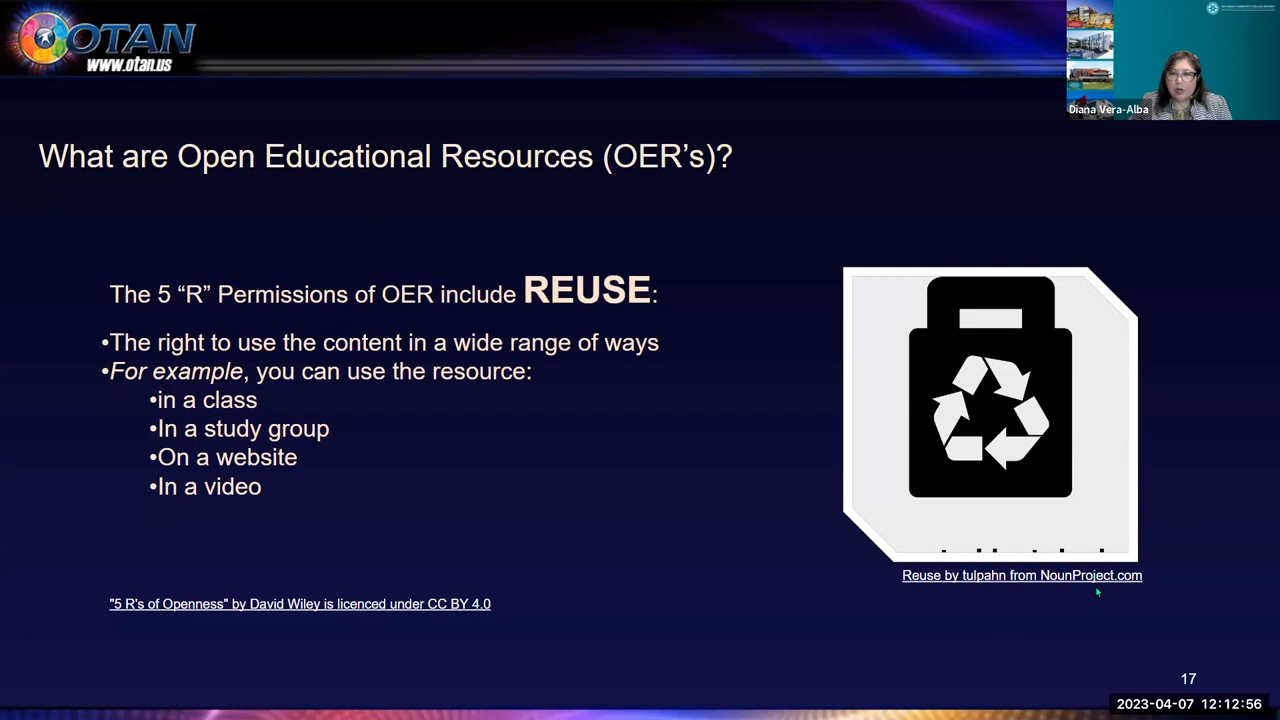 OTAN
www.otan.us
Diana Vera-Alba
What are Open Educational Resources (OER’s)?
The 5 “R” Permissions of OER include REUSE:
•The right to use the content in a wide range of ways
•For example, you can use the resource:
•in a class
•In a study group
•On a website
•In a video
Reuse by tulpahn from NounProject.com
"5 R's of Openness" by David Wiley is licenced under CC BY 4.0
17
2023-04-07 12:12:56